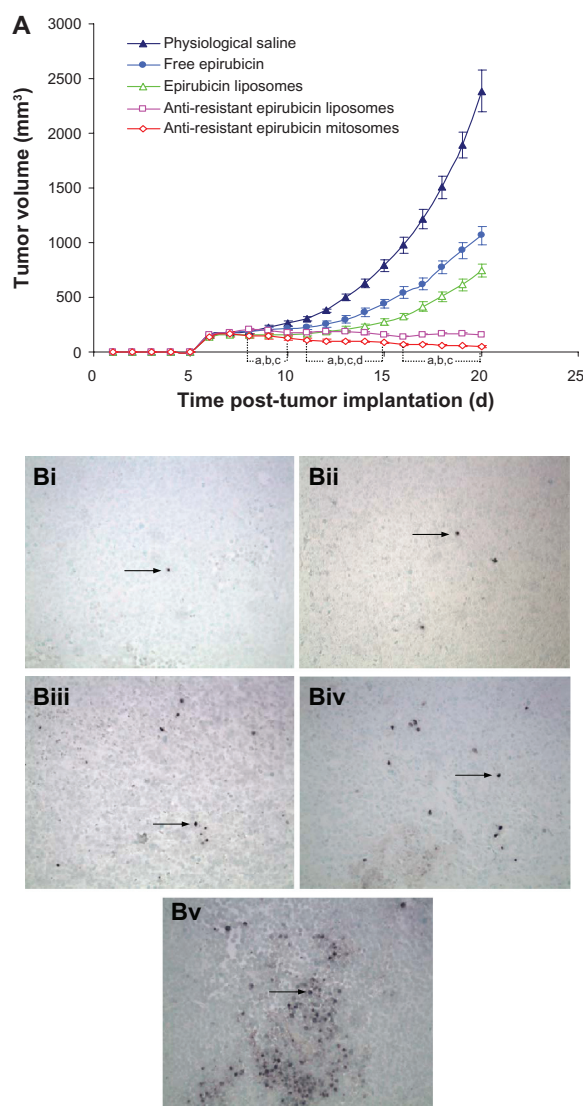 A
Physiological saline
Free epirubicin
Epirubicin liposomes
Anti-resistant epirubicin liposomes
Anti-resistant epirubicin mitosomes
Tumor volume (mm³)
3000
2500
2000
1500
1000
500
0
a,b,c
a,b,c,d
a,b,c
0
5
10
15
20
25
Time post-tumor implantation (d)
Bi
Bii
Biii
Biv
Bv